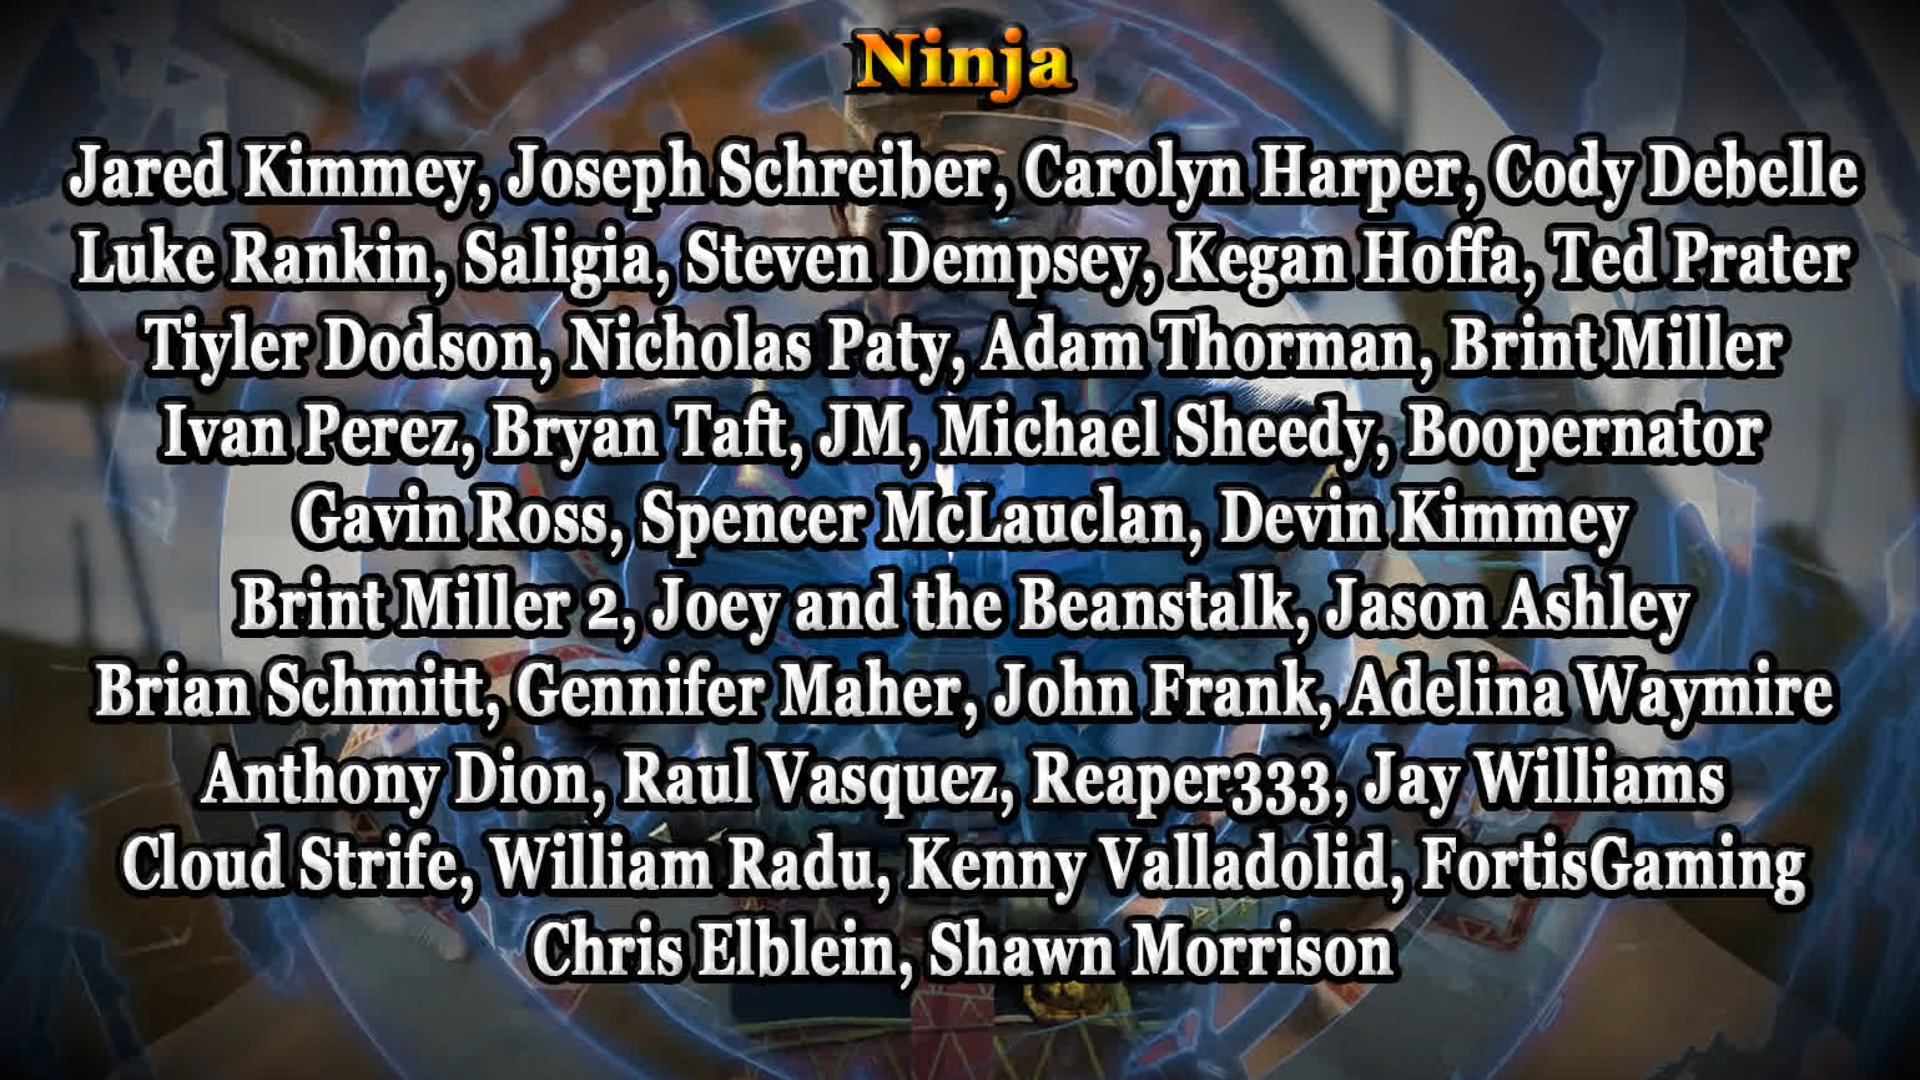 Ninja
Jared Kimmey, Joseph Schreiber, Carolyn Harper, Cody Debelle
Luke Rankin, Saligia, Steven Dempsey, Kegan Hoffa, Ted Prater
Tiyler Dodson, Nicholas Paty, Adam Thorman, Brint Miller
Ivan Perez, Bryan Taft, JM, Michael Sheedy, Boopernator
Gavin Ross, Spencer McLauclan, Devin Kimmey
Brint Miller 2, Joey and the Beanstalk, Jason Ashley
Brian Schmitt, Gennifer Maher, John Frank, Adelina Waymire
Anthony Dion, Raul Vasquez, Reaper333, Jay Williams
Cloud Strife, William Radu, Kenny Valladolid, FortisGaming
Chris Elblein, Shawn Morrison